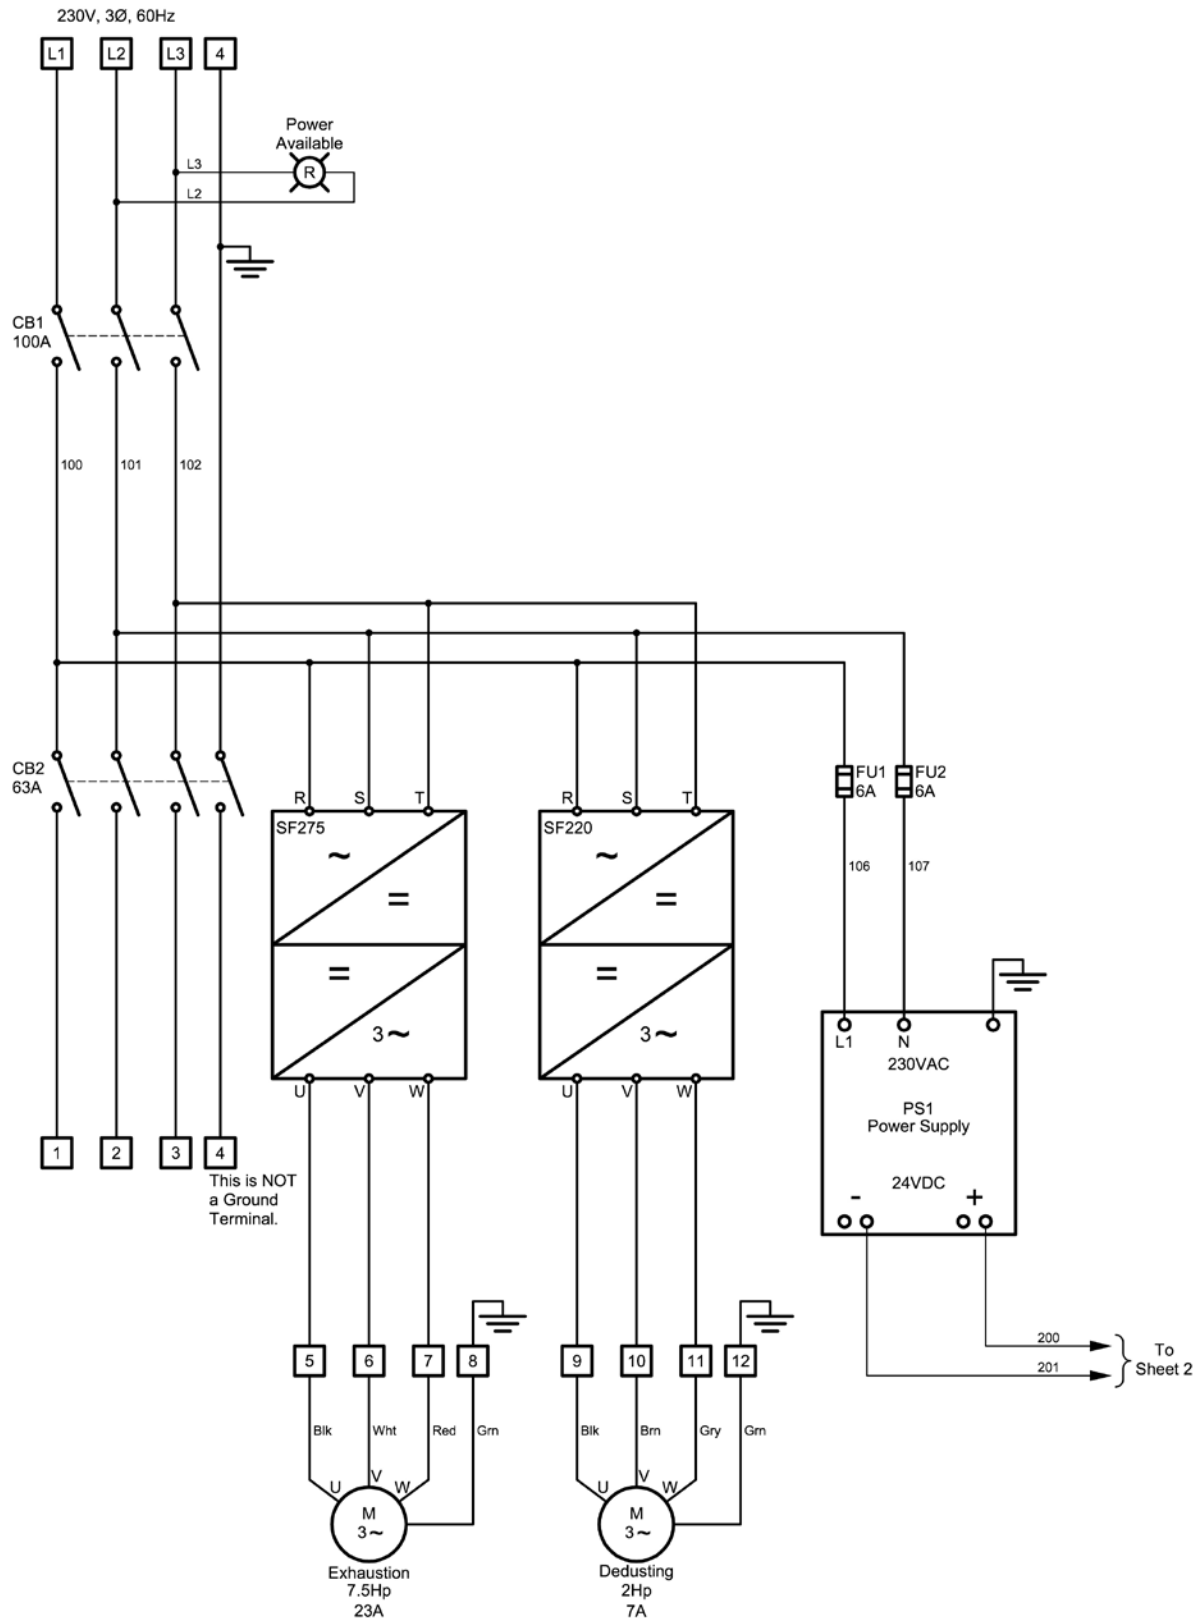 230V, 3Ø, 60Hz
L1 L2 L3 4
Power
Available
L3
R
L2
CB1
100A
100 101 102
CB2
63A
FU1
6A
FU2
6A
R S T
SF275
~
=
=
3~
U V W
R S T
SF220
~
=
=
3~
U V W
106 107
L1 N
230VAC
PS1
Power Supply
24VDC
- +
1 2 3 4
This is NOT
a Ground
Terminal.
200
201
To
Sheet 2
5 6 7 8
9 10 11 12
Blk Wht Red Grn
Blk Brn Gry Grn
U V W
M
3~
Exhaustion
7.5Hp
23A
U V W
M
3~
Dedusting
2Hp
7A